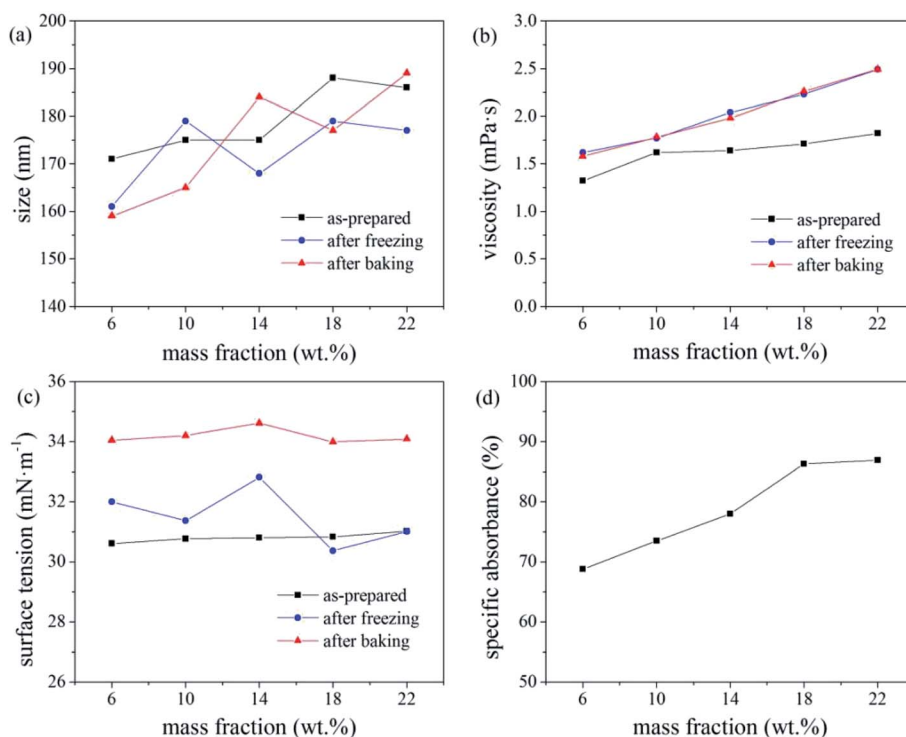 (a)
200
190
180
170
160
150
140
size (nm)
as-prepared
after freezing
after baking
6 10 14 18 22
mass fraction (wt.%)
(b)
3.0
2.5
2.0
1.5
1.0
0.5
0.0
viscosity (mPa·s)
as-prepared
after freezing
after baking
6 10 14 18 22
mass fraction (wt.%)
(c)
36
34
32
30
28
26
surface tension (mN·m⁻¹)
as-prepared
after freezing
after baking
6 10 14 18 22
mass fraction (wt.%)
(d)
100
90
80
70
60
50
specific absorbance (%)
6 10 14 18 22
mass fraction (wt.%)